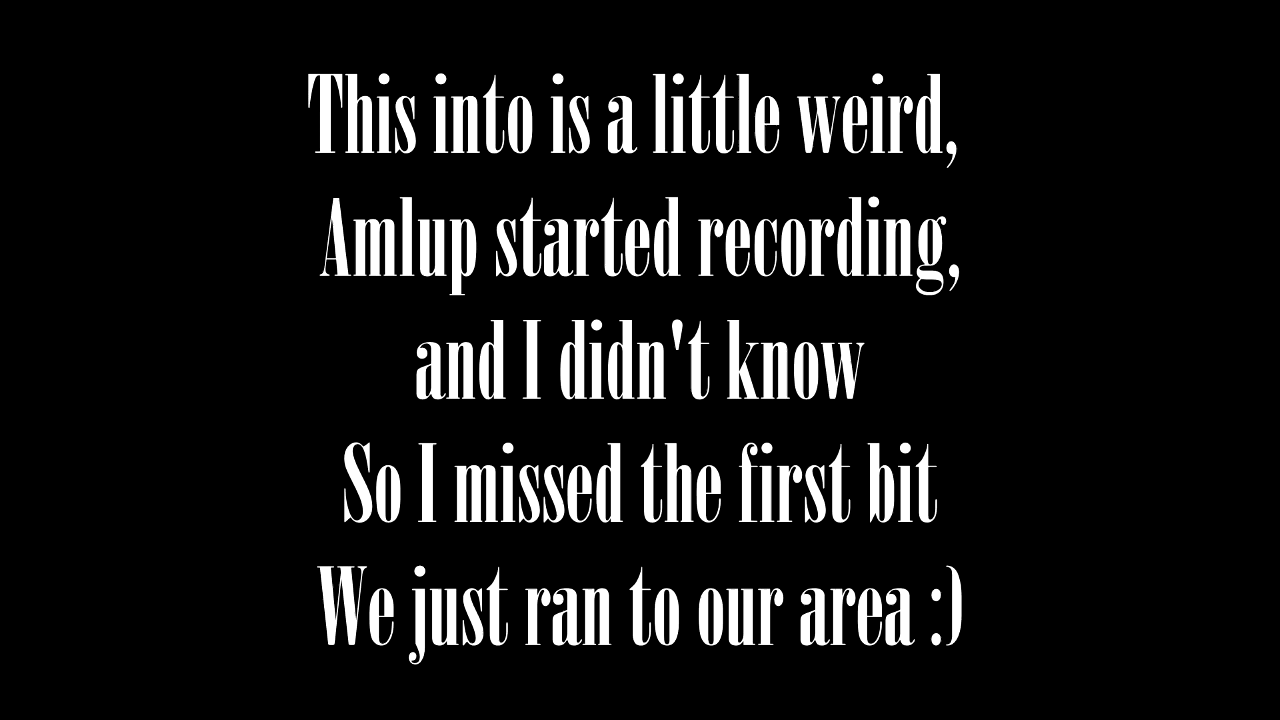 This into is a little weird,
Amlup started recording,
and I didn't know
So I missed the first bit
We just ran to our area :)